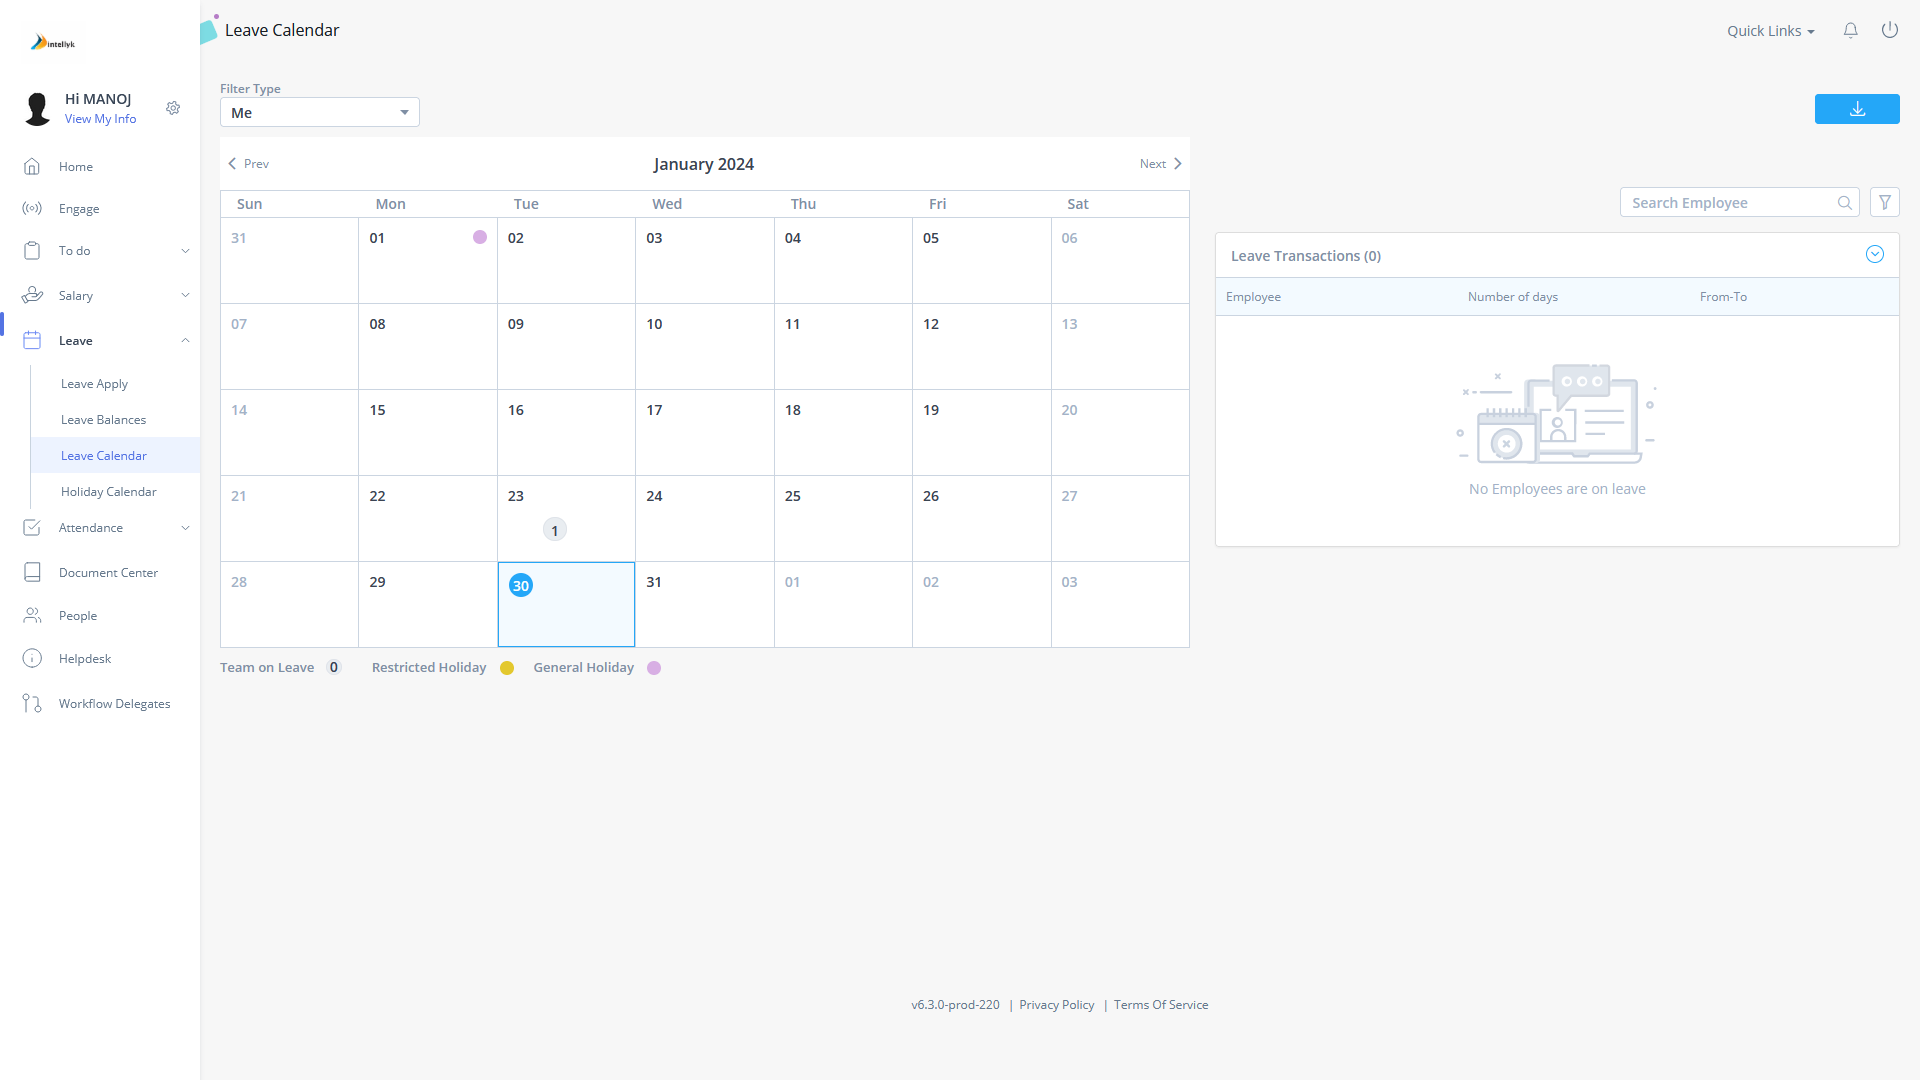 intellyk
Leave Calendar
Quick Links
Hi MANOJ
View My Info
Home
Engage
To do
Salary
Leave
Leave Apply
Leave Balances
Leave Calendar
Holiday Calendar
Attendance
Document Center
People
Helpdesk
Workflow Delegates
Filter Type
Me
Prev
January 2024
Next
Sun Mon Tue Wed Thu Fri Sat
31 01 02 03 04 05 06
07 08 09 10 11 12 13
14 15 16 17 18 19 20
21 22 23 24 25 26 27
1
28 29 30 31 01 02 03
Team on Leave 0 Restricted Holiday General Holiday
Search Employee
Leave Transactions (0)
Employee Number of days From-To
No Employees are on leave
v6.3.0-prod-220 | Privacy Policy | Terms Of Service